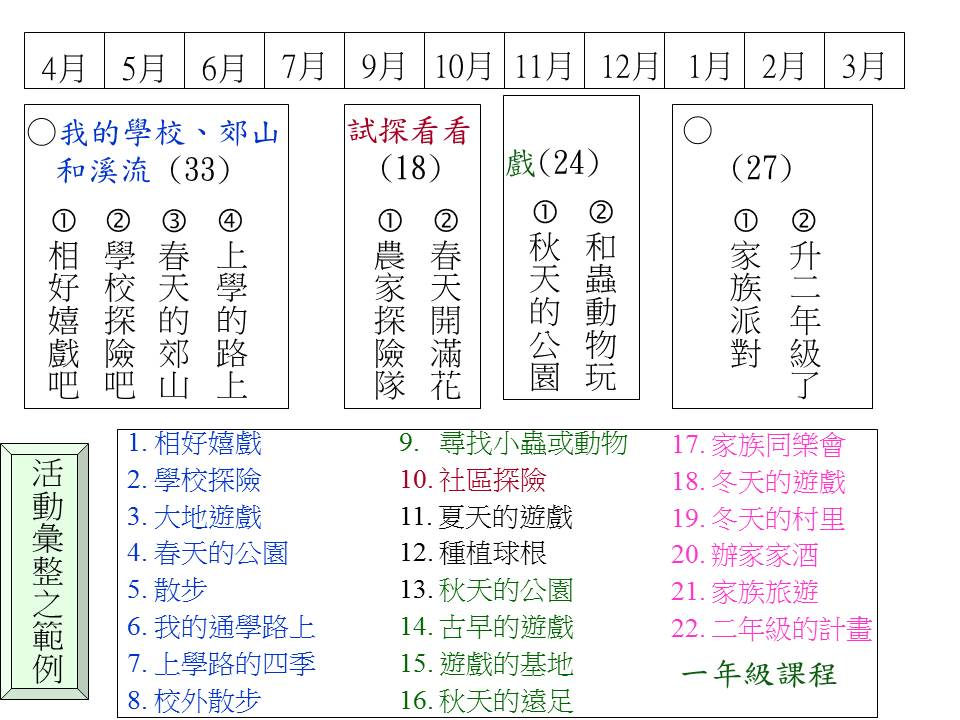 4月 5月 6月 7月 9月 10月 11月 12月 1月 2月 3月
○我的學校、郊山
和溪流 (33)
① 相好嬉戲吧
② 學校探險吧
③ 春天的郊山
④ 上學的路上
試探看看
(18)
① 農家探險隊
② 春天開滿花
戲(24)
① 秋天的公園
② 和蟲動物玩
○
(27)
① 家族派對
② 升二年級了
活動彙整之範例
1. 相好嬉戲
2. 學校探險
3. 大地遊戲
4. 春天的公園
5. 散步
6. 我的通學路上
7. 上學路的四季
8. 校外散步
9. 尋找小蟲或動物
10. 社區探險
11. 夏天的遊戲
12. 種植球根
13. 秋天的公園
14. 古早的遊戲
15. 遊戲的基地
16. 秋天的遠足
17. 家族同樂會
18. 冬天的遊戲
19. 冬天的村里
20. 辦家家酒
21. 家族旅遊
22. 二年級的計畫
一年級課程